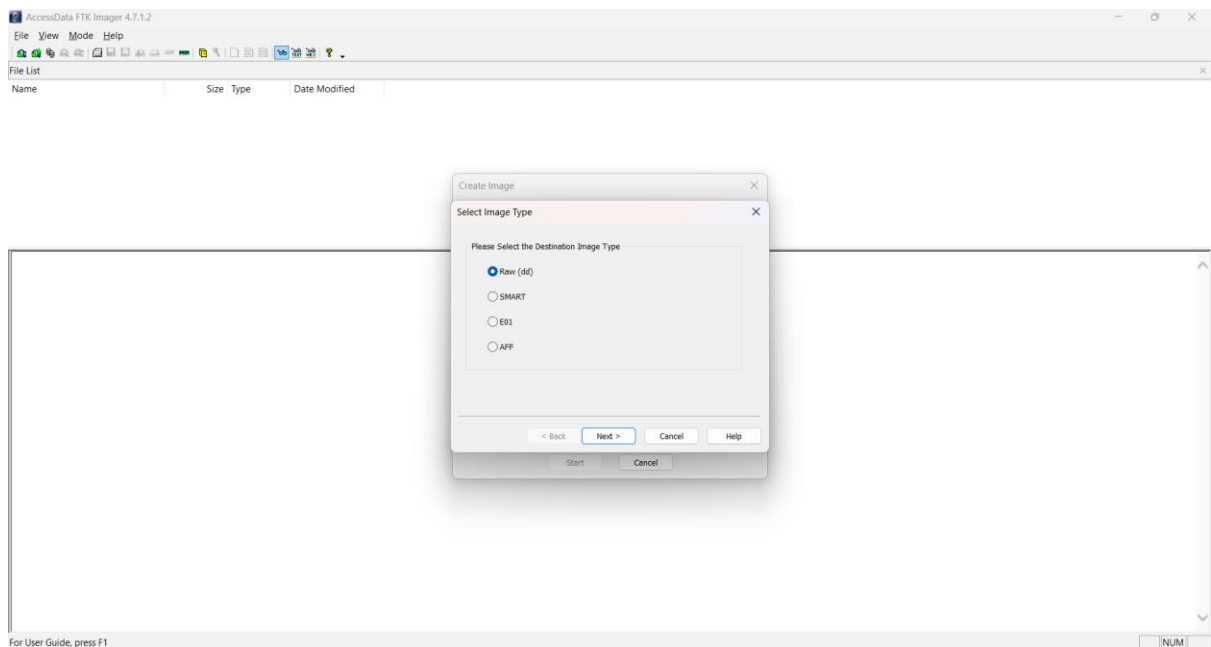 AccessData FTK Imager 4.7.1.2
File View Mode Help
File List
Name Size Type Date Modified
Create Image
Select Image Type
Please Select the Destination Image Type
Raw (dd)
SMART
E01
AFF
< Back Next > Cancel Help
Start Cancel
For User Guide, press F1 NUM